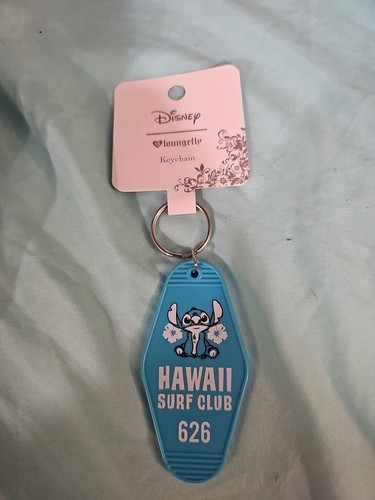 Disney
loungefly
Keychain
HAWAII
SURF CLUB
626